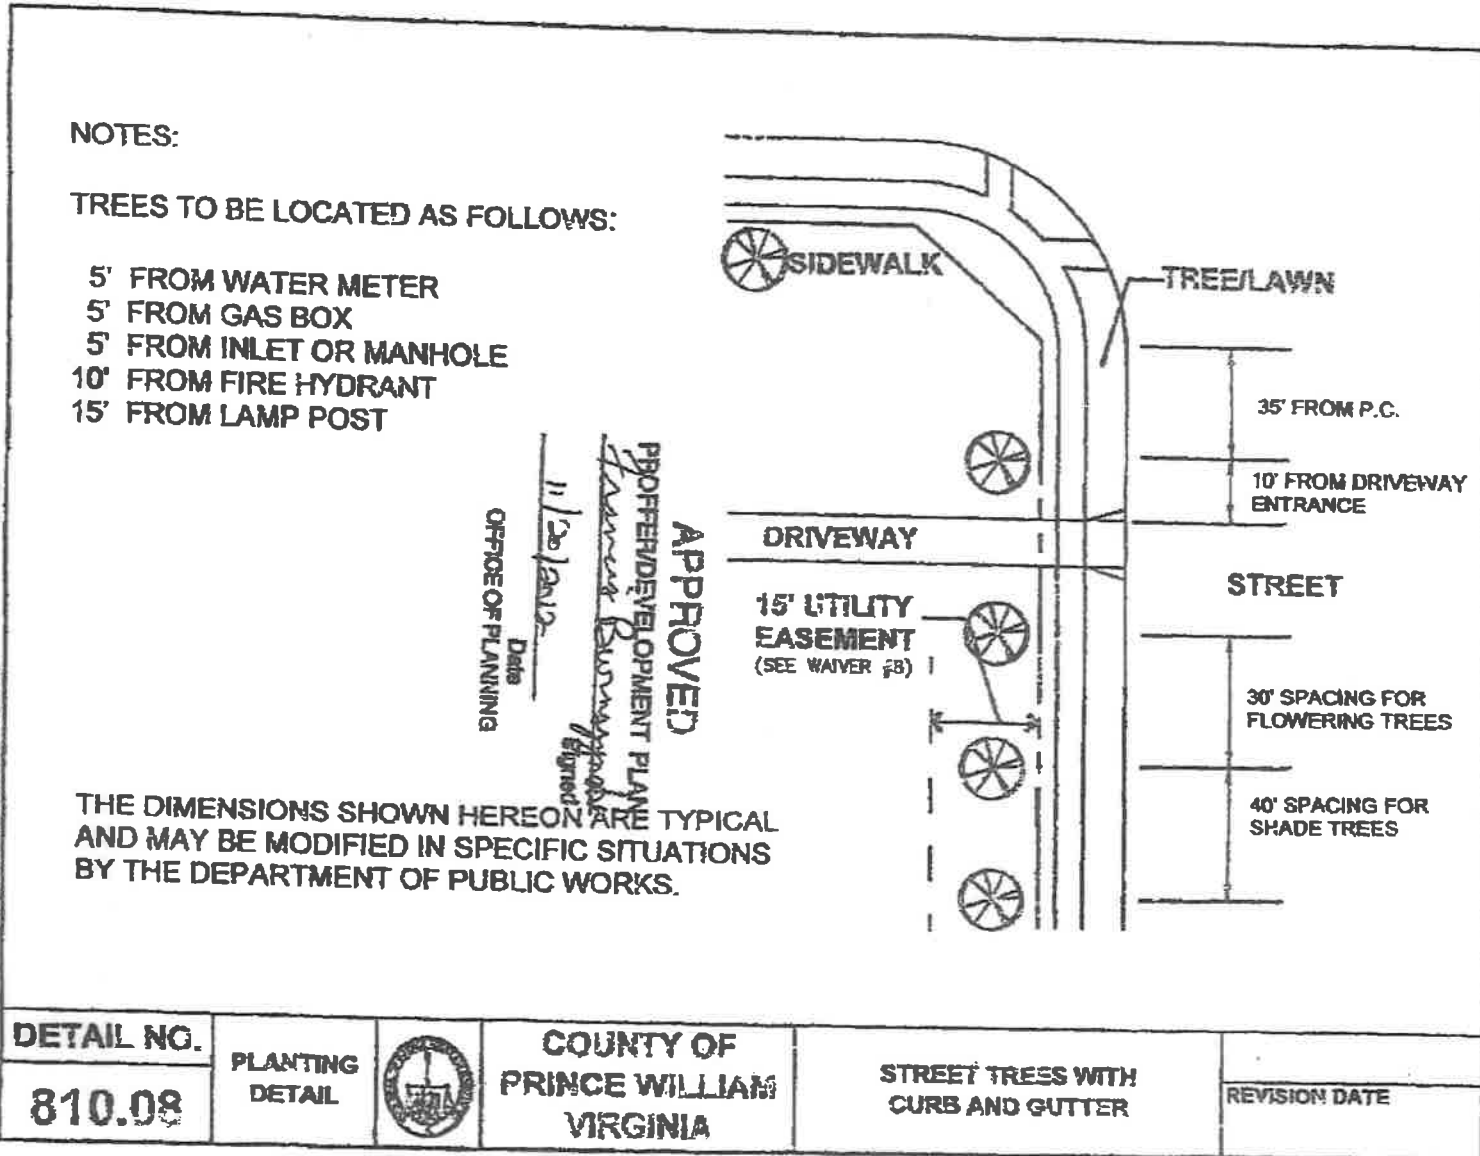 NOTES:
TREES TO BE LOCATED AS FOLLOWS:
5' FROM WATER METER
5' FROM GAS BOX
5' FROM INLET OR MANHOLE
10' FROM FIRE HYDRANT
15' FROM LAMP POST
SIDEWALK
TREE/LAWN
35' FROM P.C.
10' FROM DRIVEWAY
ENTRANCE
DRIVEWAY
STREET
15' UTILITY
EASEMENT
(SEE WAIVER #8)
30' SPACING FOR
FLOWERING TREES
40' SPACING FOR
SHADE TREES
APPROVED
PROFFER/DEVELOPMENT PLAN
Signed
11/20/2012
Date
OFFICE OF PLANNING
THE DIMENSIONS SHOWN HEREON ARE TYPICAL
AND MAY BE MODIFIED IN SPECIFIC SITUATIONS
BY THE DEPARTMENT OF PUBLIC WORKS.
DETAIL NO.
810.08
PLANTING
DETAIL
COUNTY OF
PRINCE WILLIAM
VIRGINIA
STREET TREES WITH
CURB AND GUTTER
REVISION DATE